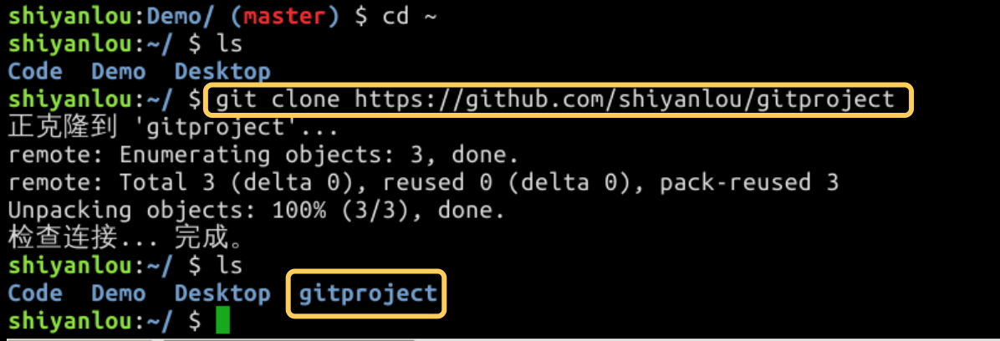 shiyanlou:Demo/ (master) $ cd ~
shiyanlou:~/ $ ls
Code  Demo  Desktop
shiyanlou:~/ $ git clone https://github.com/shiyanlou/gitproject
正克隆到 'gitproject'...
remote: Enumerating objects: 3, done.
remote: Total 3 (delta 0), reused 0 (delta 0), pack-reused 3
Unpacking objects: 100% (3/3), done.
检查连接... 完成。
shiyanlou:~/ $ ls
Code  Demo  Desktop  gitproject
shiyanlou:~/ $